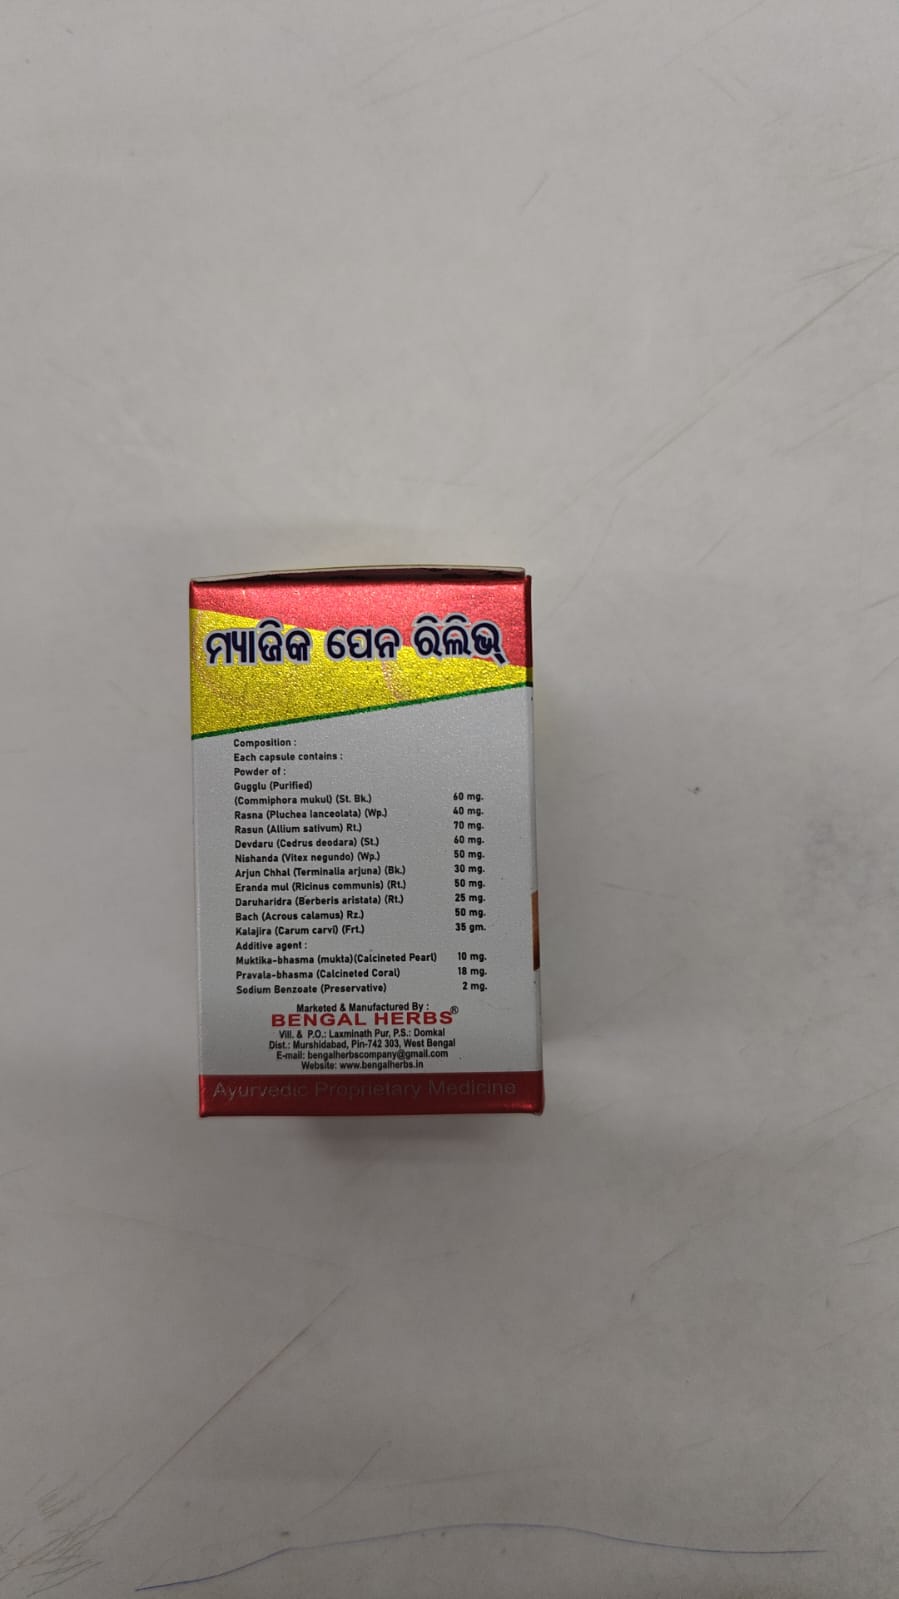 ମ୍ୟାଜିକ ପେନ ରିଲିଭ୍
Composition :
Each capsule contains :
Powder of :
Gugglu (Purified)
(Commiphora mukul) (St. Bk.) 60 mg.
Rasna (Pluchea lanceolata) (Wp.) 40 mg.
Rasun (Allium sativum) Rt.) 70 mg.
Devdaru (Cedrus deodara) (St.) 60 mg.
Nishanda (Vitex negundo) (Wp.) 50 mg.
Arjun Chhal (Terminalia arjuna) (Bk.) 30 mg.
Eranda mul (Ricinus communis) (Rt.) 50 mg.
Daruharidra (Berberis aristata) (Rt.) 25 mg.
Bach (Acrous calamus) Rz.) 50 mg.
Kalajira (Carum carvi) (Frt.) 35 gm.
Additive agent :
Muktika-bhasma (mukta)(Calcineted Pearl) 10 mg.
Pravala-bhasma (Calcineted Coral) 18 mg.
Sodium Benzoate (Preservative) 2 mg.
Marketed & Manufactured By :
BENGAL HERBS®
Vill. & P.O.: Laxminath Pur, P.S.: Domkal
Dist.: Murshidabad, Pin-742 303, West Bengal
E-mail: bengalherbscompany@gmail.com
Website: www.bengalherbs.in
Ayurvedic Proprietary Medicine